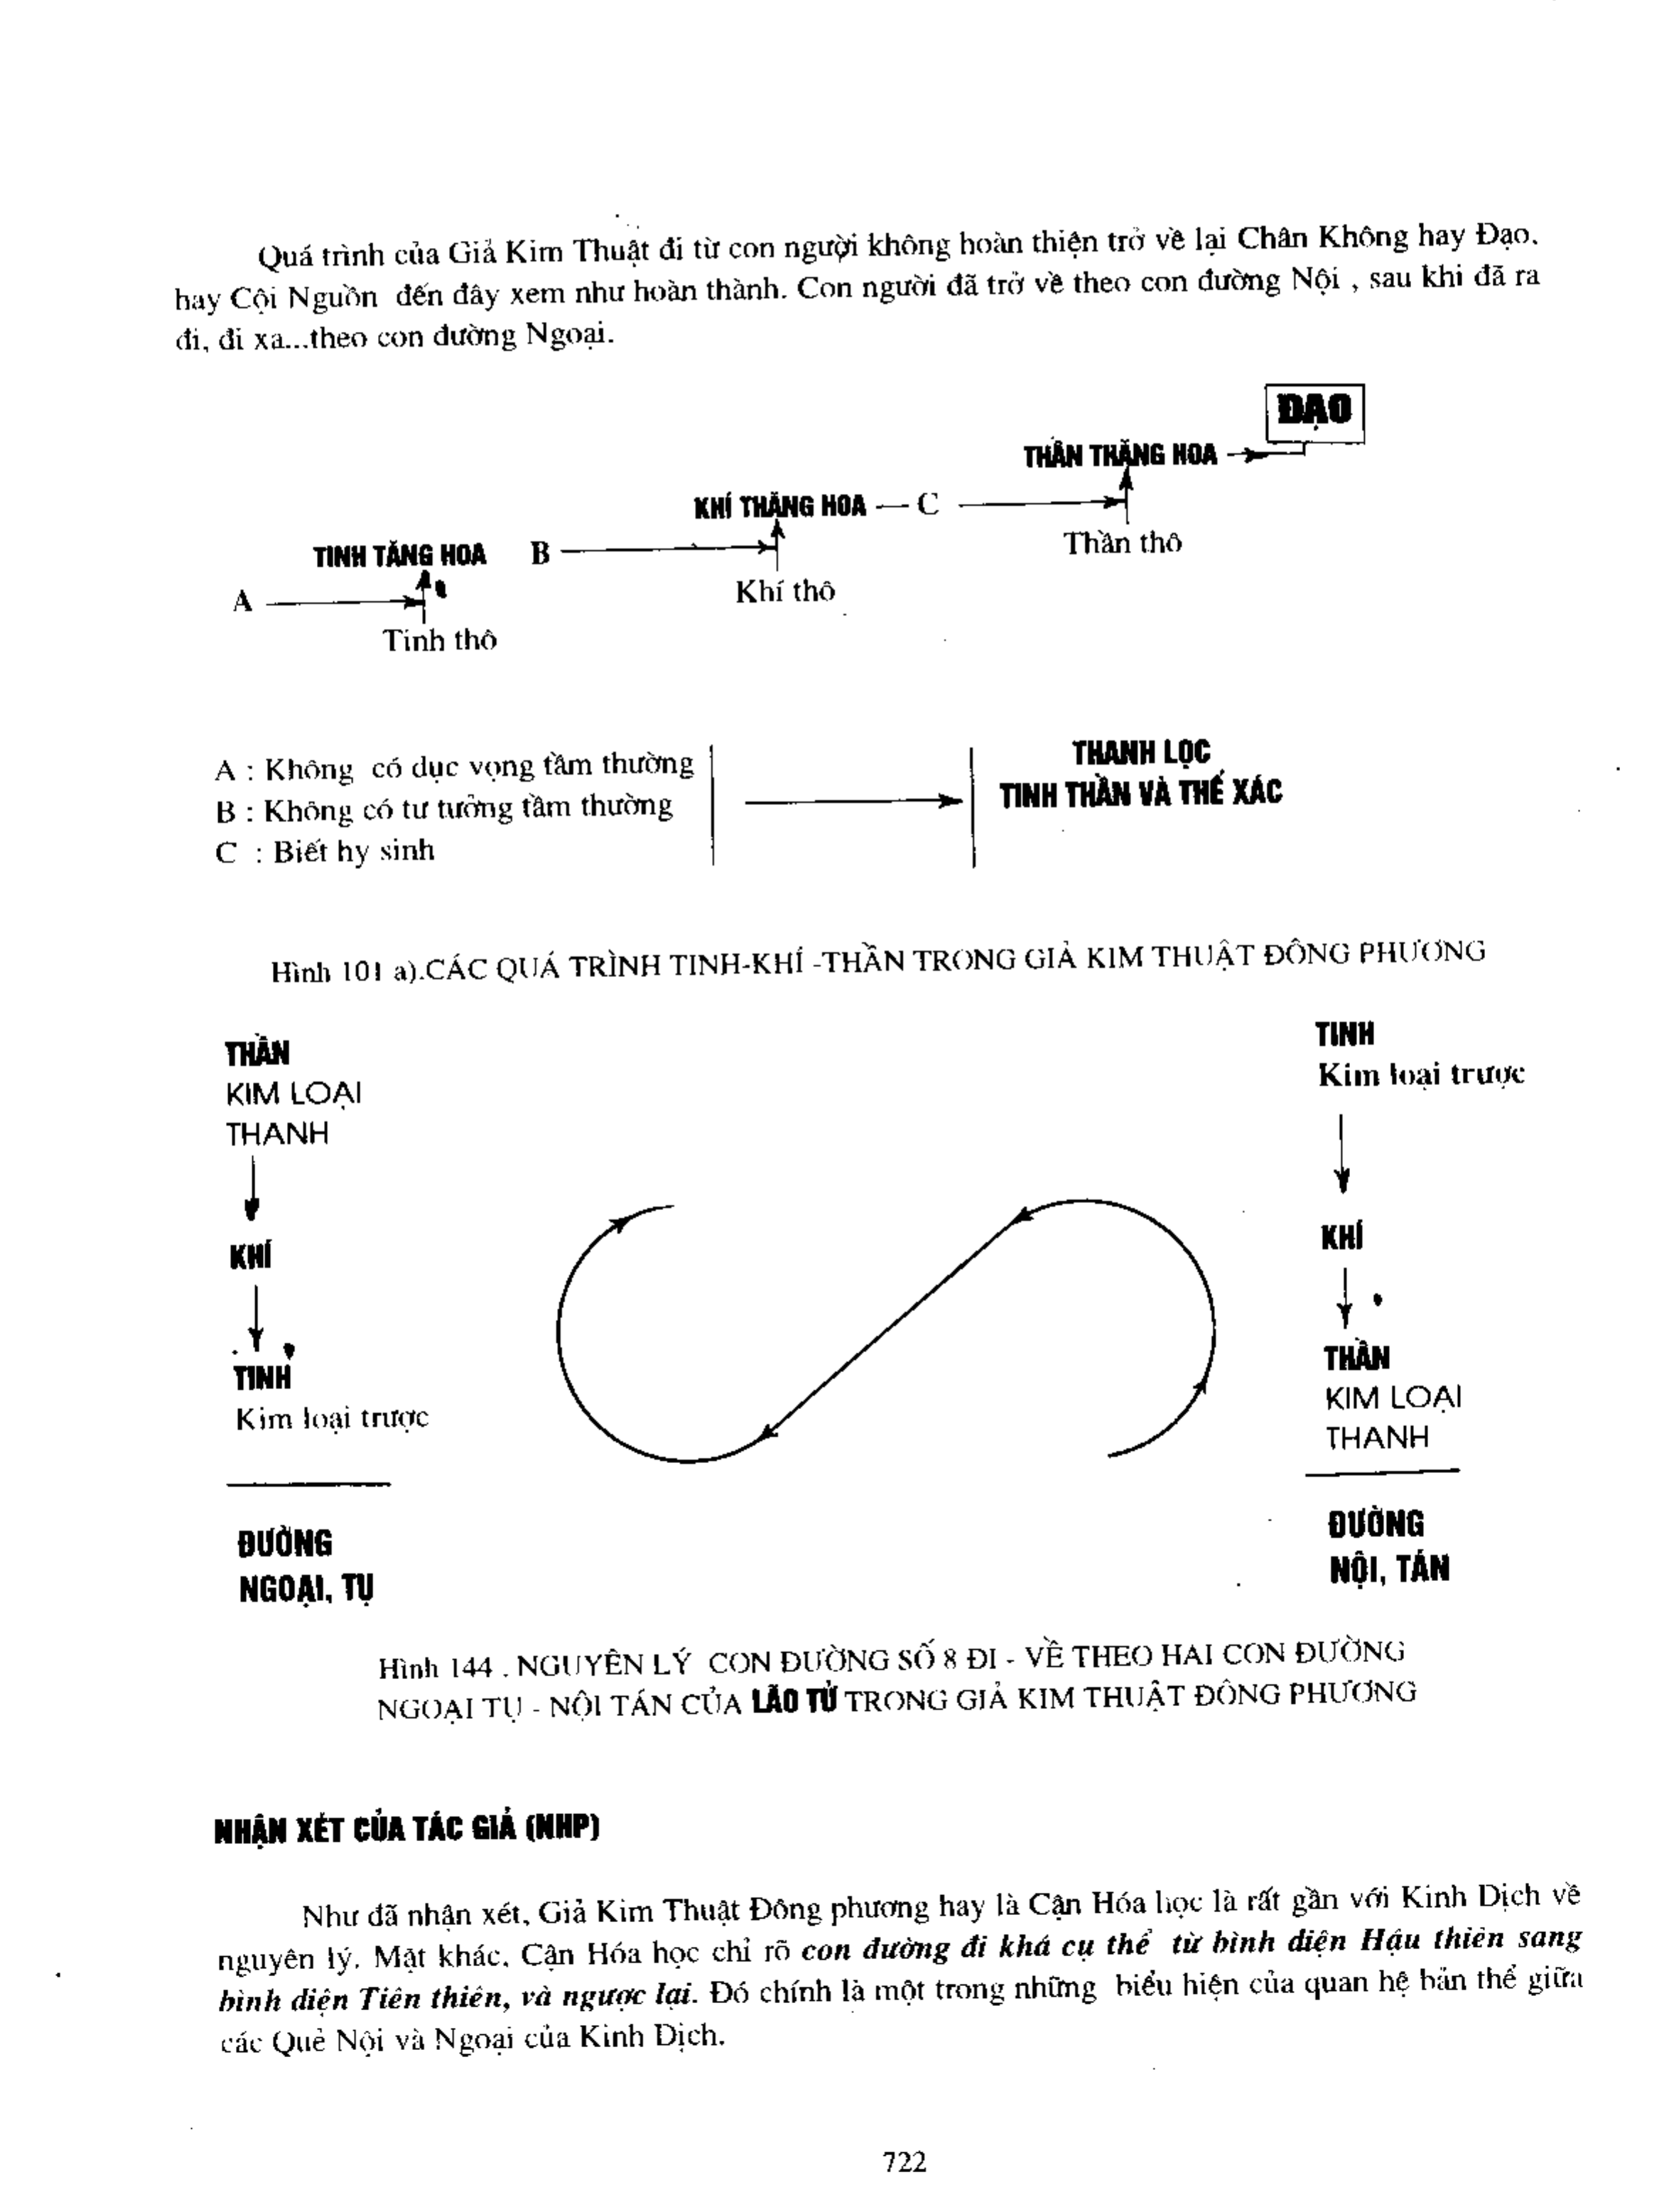 Quá trình của Giả Kim Thuật đi từ con người không hoàn thiện trở về lại Chân Không hay Đạo,
hay Cội Nguồn đến đây xem như hoàn thành. Con người đã trở về theo con đường Nội , sau khi đã ra
đi, đi xa...theo con đường Ngoại.
ĐẠO
THẦN THĂNG HOA
KHÍ THĂNG HOA — C
Thần thô
TINH TĂNG HOA B
Khí thô
A
Tinh thô
A : Không có dục vọng tầm thường
B : Không có tư tưởng tầm thường
C : Biết hy sinh
THANH LỌC
TINH THẦN VÀ THẾ XÁC
Hình 101 a).CÁC QUÁ TRÌNH TINH-KHÍ -THẦN TRONG GIẢ KIM THUẬT ĐÔNG PHƯƠNG
THẦN
KIM LOẠI
THANH
KHÍ
TINH
Kim loại trược
ĐƯỜNG
NGOẠI, TỤ
TINH
Kim loại trược
KHÍ
THẦN
KIM LOẠI
THANH
ĐƯỜNG
NỘI, TÁN
Hình 144 . NGUYÊN LÝ CON ĐƯỜNG SỐ 8 ĐI - VỀ THEO HAI CON ĐƯỜNG
NGOẠI TỤ - NỘI TÁN CỦA LÃO TỬ TRONG GIẢ KIM THUẬT ĐÔNG PHƯƠNG
NHẬN XÉT CỦA TÁC GIẢ (NHP)
Như đã nhận xét, Giả Kim Thuật Đông phương hay là Cận Hóa học là rất gần với Kinh Dịch về
nguyên lý. Mặt khác, Cận Hóa học chỉ rõ con đường đi khá cụ thể từ bình diện Hậu thiên sang
bình diện Tiên thiên, và ngược lại. Đó chính là một trong những biểu hiện của quan hệ bản thể giữa
các Quẻ Nội và Ngoại của Kinh Dịch.
722